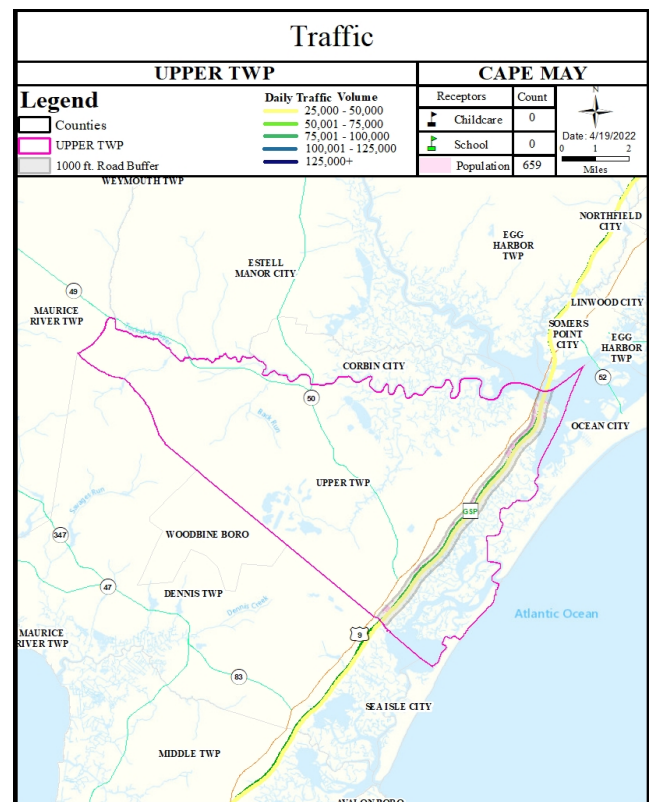 Traffic
UPPER TWP
CAPE MAY
Legend
Counties
UPPER TWP
1000 ft. Road Buffer
Daily Traffic Volume
25,000 - 50,000
50,001 - 75,000
75,001 - 100,000
100,001 - 125,000
125,000+
Receptors Count
Childcare 0
School 0
Population 659
N
Date: 4/19/2022
0 1 2
Miles
WEYMOUTH TWP
NORTHFIELD
CITY
EGG
HARBOR
TWP
ESTELL
MANOR CITY
49
MAURICE
RIVER TWP
LINWOOD CITY
SOMERS
POINT
CITY
EGG
HARBOR
TWP
CORBIN CITY
52
50
OCEAN CITY
UPPER TWP
GSP
347
WOODBINE BORO
47
DENNIS TWP
Dennis Creek
Atlantic Ocean
MAURICE
RIVER TWP
9
83
SEA ISLE CITY
MIDDLE TWP
AVALON BORO